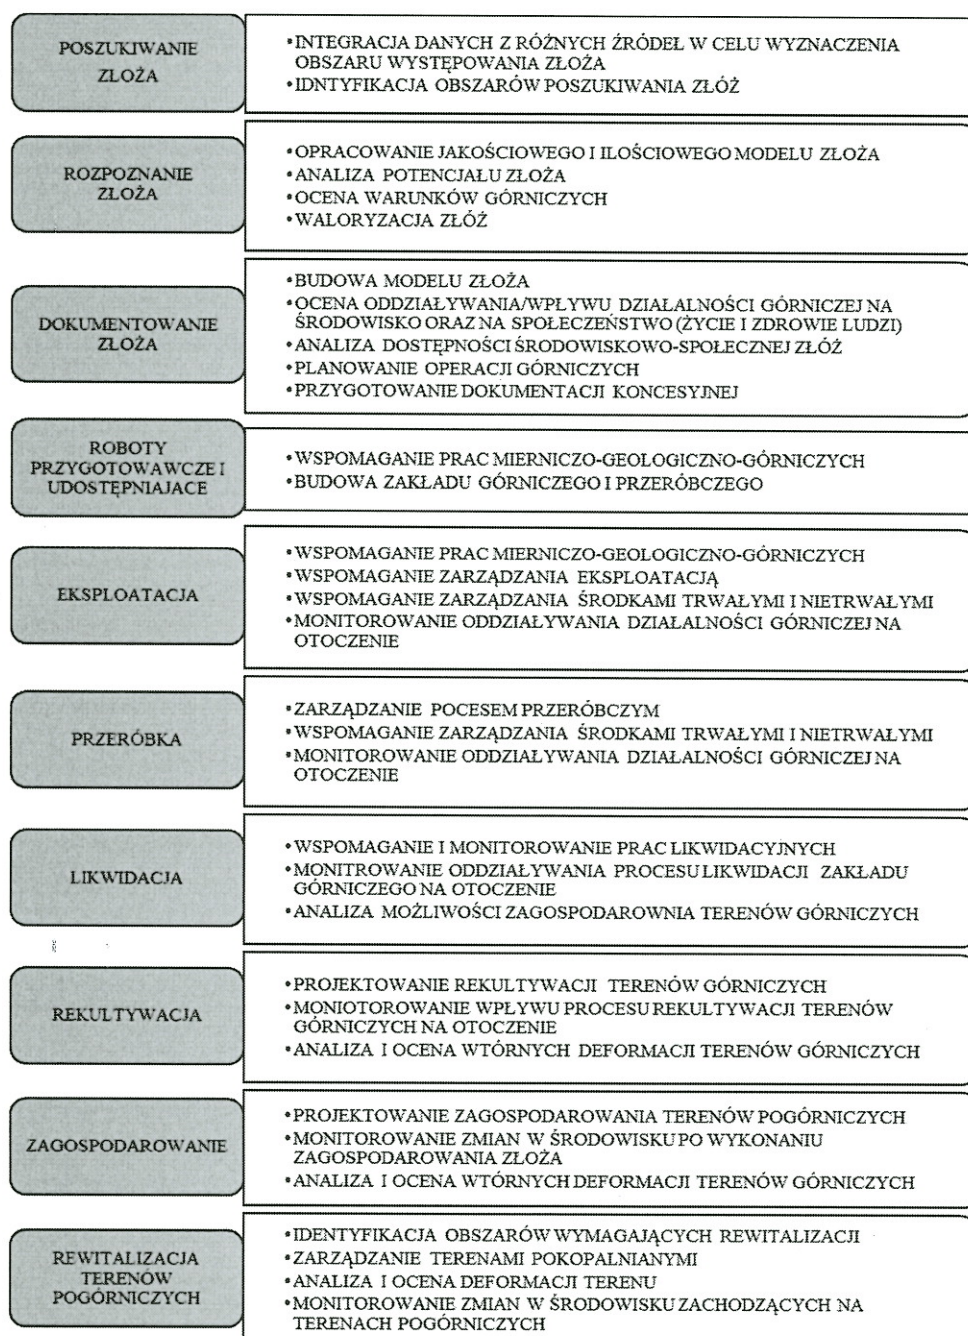 POSZUKIWANIE
ZŁOŻA
•INTEGRACJA DANYCH Z RÓŻNYCH ŹRÓDEŁ W CELU WYZNACZENIA
OBSZARU WYSTĘPOWANIA ZŁOŻA
•IDNTYFIKACJA OBSZARÓW POSZUKIWANIA ZŁÓŻ
ROZPOZNANIE
ZŁOŻA
•OPRACOWANIE JAKOŚCIOWEGO I ILOŚCIOWEGO MODELU ZŁOŻA
•ANALIZA POTENCJAŁU ZŁOŻA
•OCENA WARUNKÓW GÓRNICZYCH
•WALORYZACJA ZŁÓŹ
DOKUMENTOWANIE
ZŁOŻA
•BUDOWA MODELU ZŁOŻA
•OCENA ODDZIAŁYWANIA/WPŁYWU DZIAŁALNOŚCI GÓRNICZEJ NA
ŚRODOWISKO ORAZ NA SPOŁECZEŃSTWO (ŻYCIE I ZDROWIE LUDZI)
•ANALIZA DOSTĘPNOŚCI ŚRODOWISKOWO-SPOŁECZNEJ ZŁÓŻ
•PLANOWANIE OPERACJI GÓRNICZYCH
•PRZYGOTOWANIE DOKUMENTACJI KONCESYJNEJ
ROBOTY
PRZYGOTOWAWCZE I
UDOSTĘPNIAJACE
•WSPOMAGANIE PRAC MIERNICZO-GEOLOGICZNO-GÓRNICZYCH
•BUDOWA ZAKŁADU GÓRNICZEGO I PRZERÓBCZEGO
EKSPLOATACJA
•WSPOMAGANIE PRAC MIERNICZO-GEOLOGICZNO-GÓRNICZYCH
•WSPOMAGANIE ZARZĄDZANIA EKSPLOATACJĄ
•WSPOMAGANIE ZARZĄDZANIA ŚRODKAMI TRWAŁYMI I NIETRWAŁYMI
•MONITOROWANIE ODDZIAŁYWANIA DZIAŁALNOŚCI GÓRNICZEJ NA
OTOCZENIE
PRZERÓBKA
•ZARZĄDZANIE POCESEM PRZERÓBCZYM
•WSPOMAGANIE ZARZĄDZANIA ŚRODKAMI TRWAŁYMI I NIETRWAŁYMI
•MONITOROWANIE ODDZIAŁYWANIA DZIAŁALNOŚCI GÓRNICZEJ NA
OTOCZENIE
LIKWIDACJA
•WSPOMAGANIE I MONITOROWANIE PRAC LIKWIDACYJNYCH
•MONITROWANIE ODDZIAŁYWANIA PROCESU LIKWIDACJI ZAKŁADU
GÓRNICZEGO NA OTOCZENIE
•ANALIZA MOŻLIWOŚCI ZAGOSPODAROWNIA TERENÓW GÓRNICZYCH
REKULTYWACJA
•PROJEKTOWANIE REKULTYWACJI TERENÓW GÓRNICZYCH
•MONIOTOROWANIE WPŁYWU PROCESU REKULTYWACJI TERENÓW
GÓRNICZYCH NA OTOCZENIE
•ANALIZA I OCENA WTÓRNYCH DEFORMACJI TERENÓW GÓRNICZYCH
ZAGOSPODAROWANIE
•PROJEKTOWANIE ZAGOSPODAROWANIA TERENÓW POGÓRNICZYCH
•MONITOROWANIE ZMIAN W ŚRODOWISKU PO WYKONANIU
ZAGOSPODAROWANIA ZŁOŻA
•ANALIZA I OCENA WTÓRNYCH DEFORMACJI TERENÓW GÓRNICZYCH
REWITALIZACJA
TERENÓW
POGÓRNICZYCH
•IDENTYFIKACJA OBSZARÓW WYMAGAJĄCYCH REWITALIZACJI
•ZARZĄDZANIE TERENAMI POKOPALNIANYMI
•ANALIZA I OCENA DEFORMACJI TERENU
•MONITOROWANIE ZMIAN W ŚRODOWISKU ZACHODZĄCYCH NA
TERENACH POGÓRNICZYCH